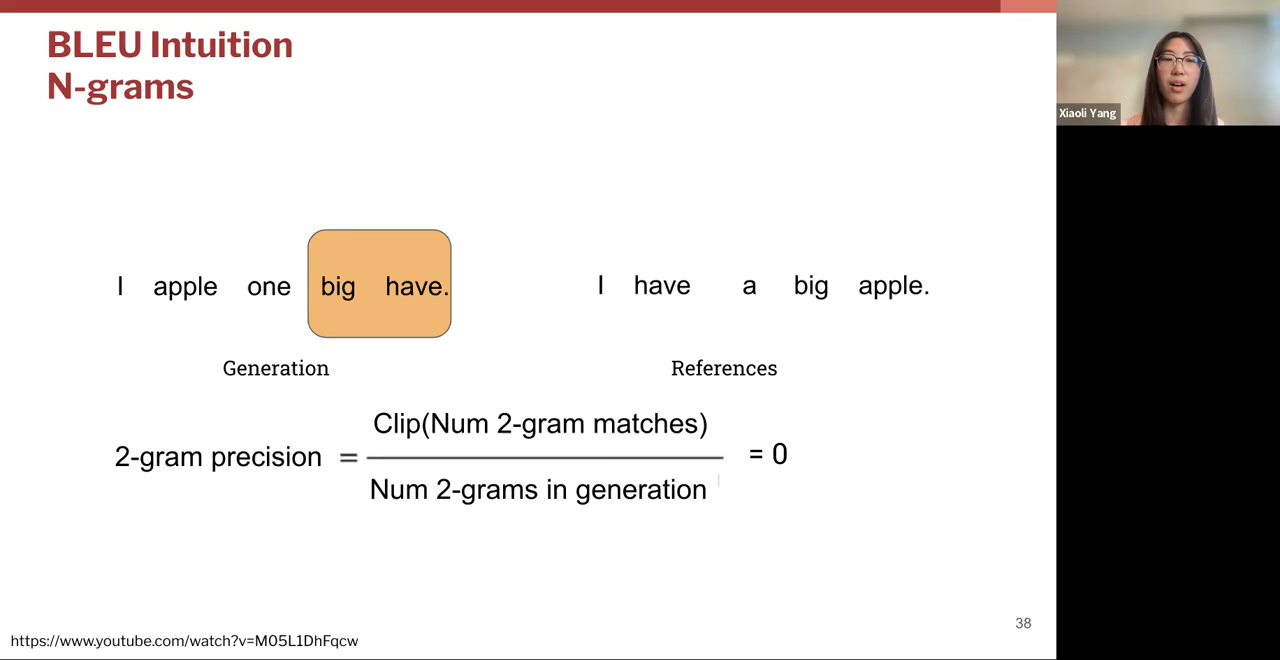 BLEU Intuition
N-grams
Xiaoli Yang
I apple one big have.
I have a big apple.
Generation
References
Clip(Num 2-gram matches)
2-gram precision = = 0
Num 2-grams in generation
38
https://www.youtube.com/watch?v=M05L1DhFqcw